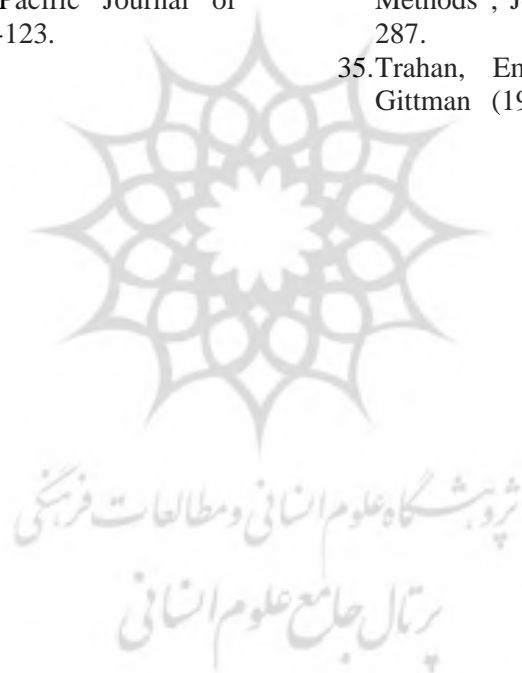 Pacific Journal of
-123.
287.
35.Trahan, Em
Gittman (19
پژوهشگاه علوم انسانی و مطالعات فرهنگی
پرتال جامع علوم انسانی